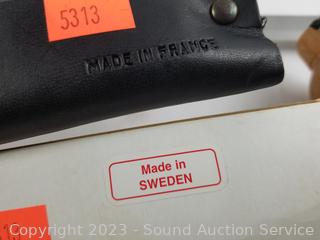 5313
MADE IN FRANCE
Made in
SWEDEN
Copyright 2023 - Sound Auction Service